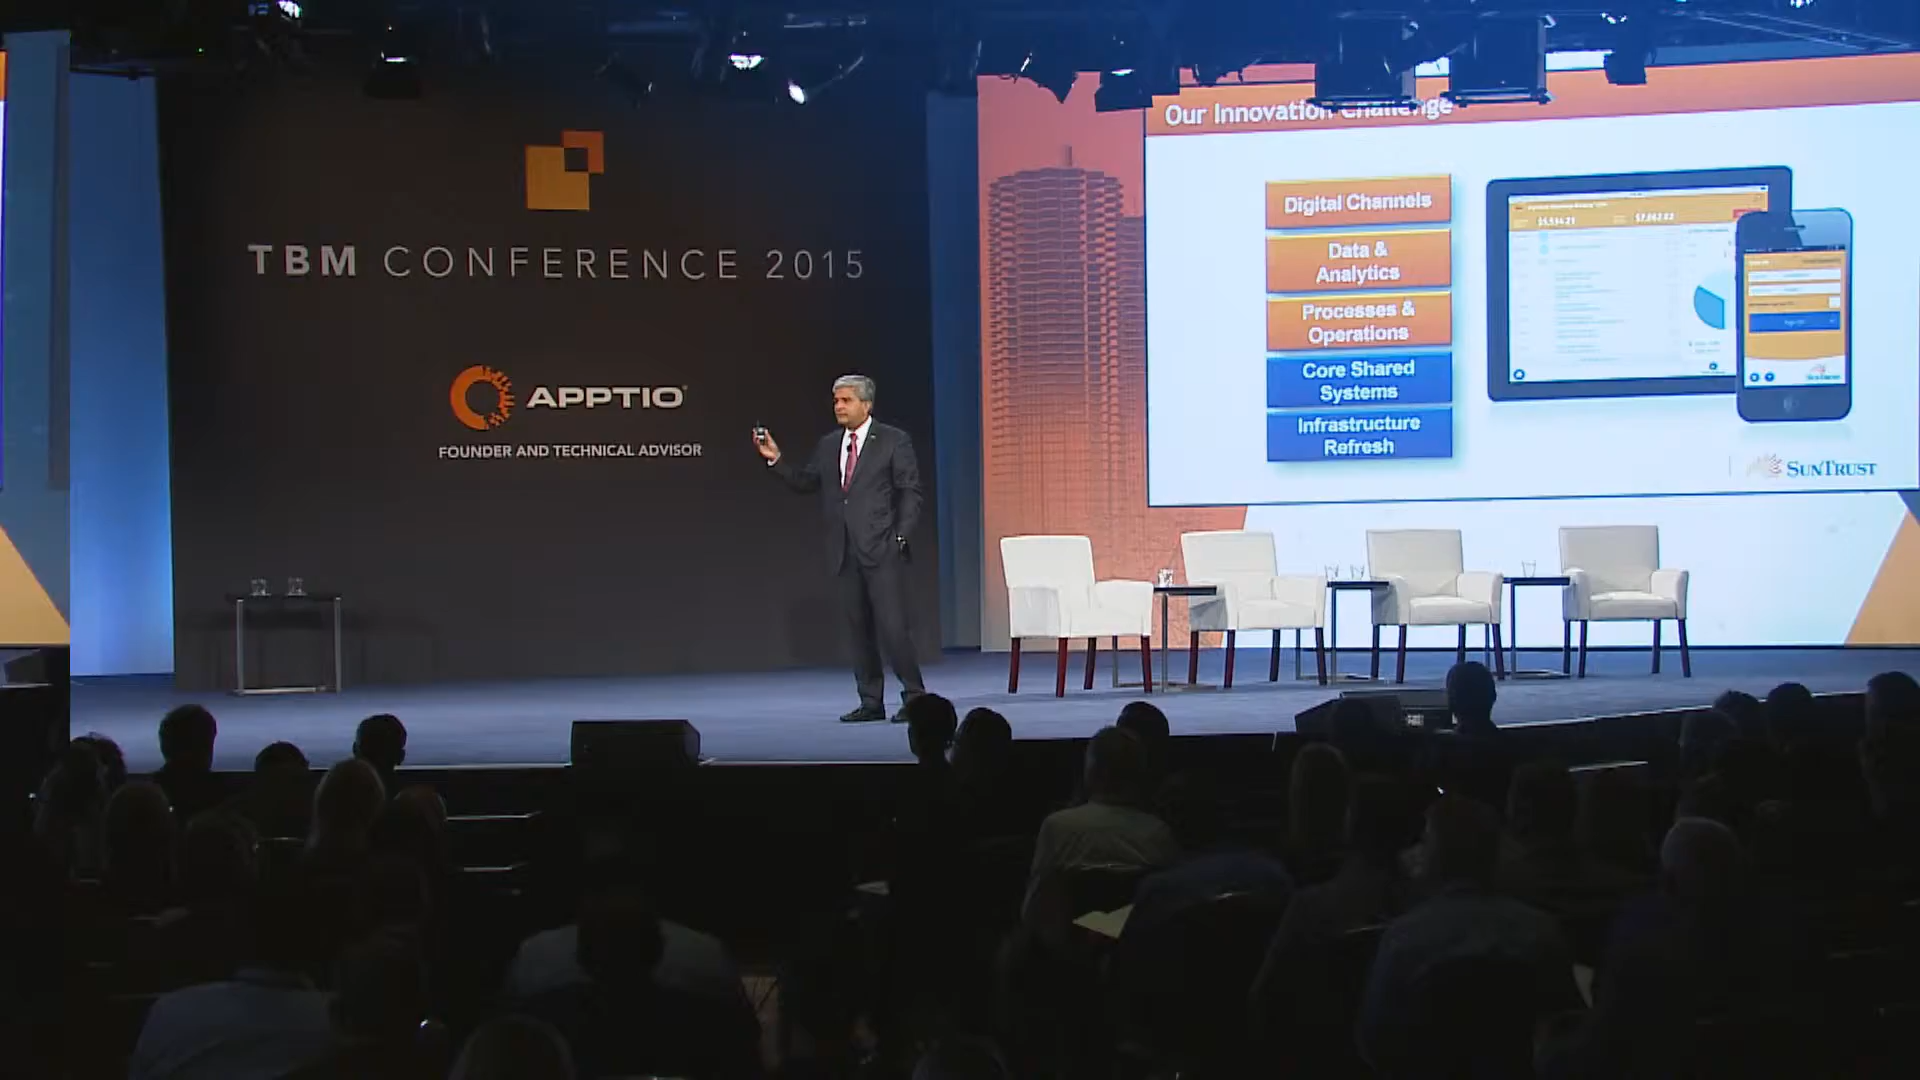 TBM CONFERENCE 2015
APPTIO
FOUNDER AND TECHNICAL ADVISOR
Our Innovation Challenge
Digital Channels
Data &
Analytics
Processes &
Operations
Core Shared
Systems
Infrastructure
Refresh
SUNTRUST